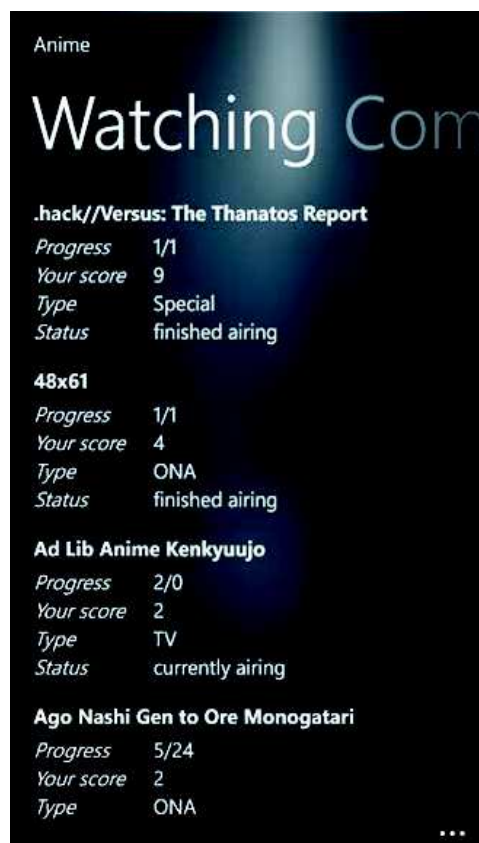 Anime
Watching Com
.hack//Versus: The Thanatos Report
Progress 1/1
Your score 9
Type Special
Status finished airing
48x61
Progress 1/1
Your score 4
Type ONA
Status finished airing
Ad Lib Anime Kenkyuujo
Progress 2/0
Your score 2
Type TV
Status currently airing
Ago Nashi Gen to Ore Monogatari
Progress 5/24
Your score 2
Type ONA